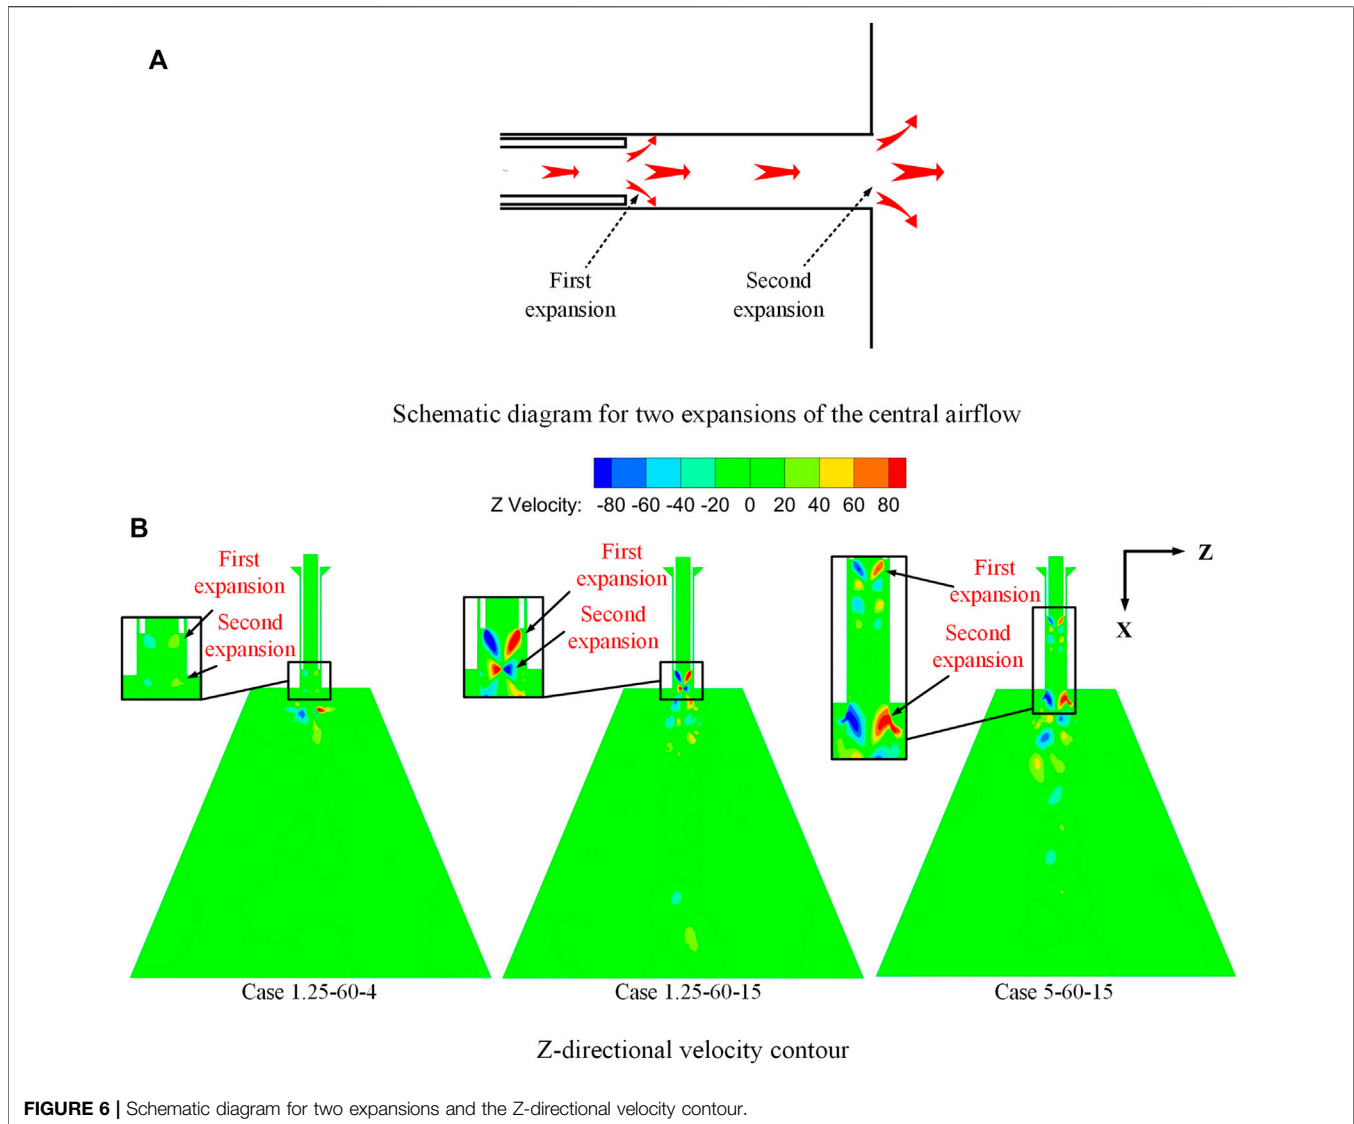 A
First
expansion
Second
expansion
Schematic diagram for two expansions of the central airflow
Z Velocity: -80 -60 -40 -20 0 20 40 60 80
B
First
expansion
Second
expansion
First
expansion
Second
expansion
First
expansion
Second
expansion
Z
X
Case 1.25-60-4
Case 1.25-60-15
Case 5-60-15
Z-directional velocity contour
FIGURE 6 | Schematic diagram for two expansions and the Z-directional velocity contour.